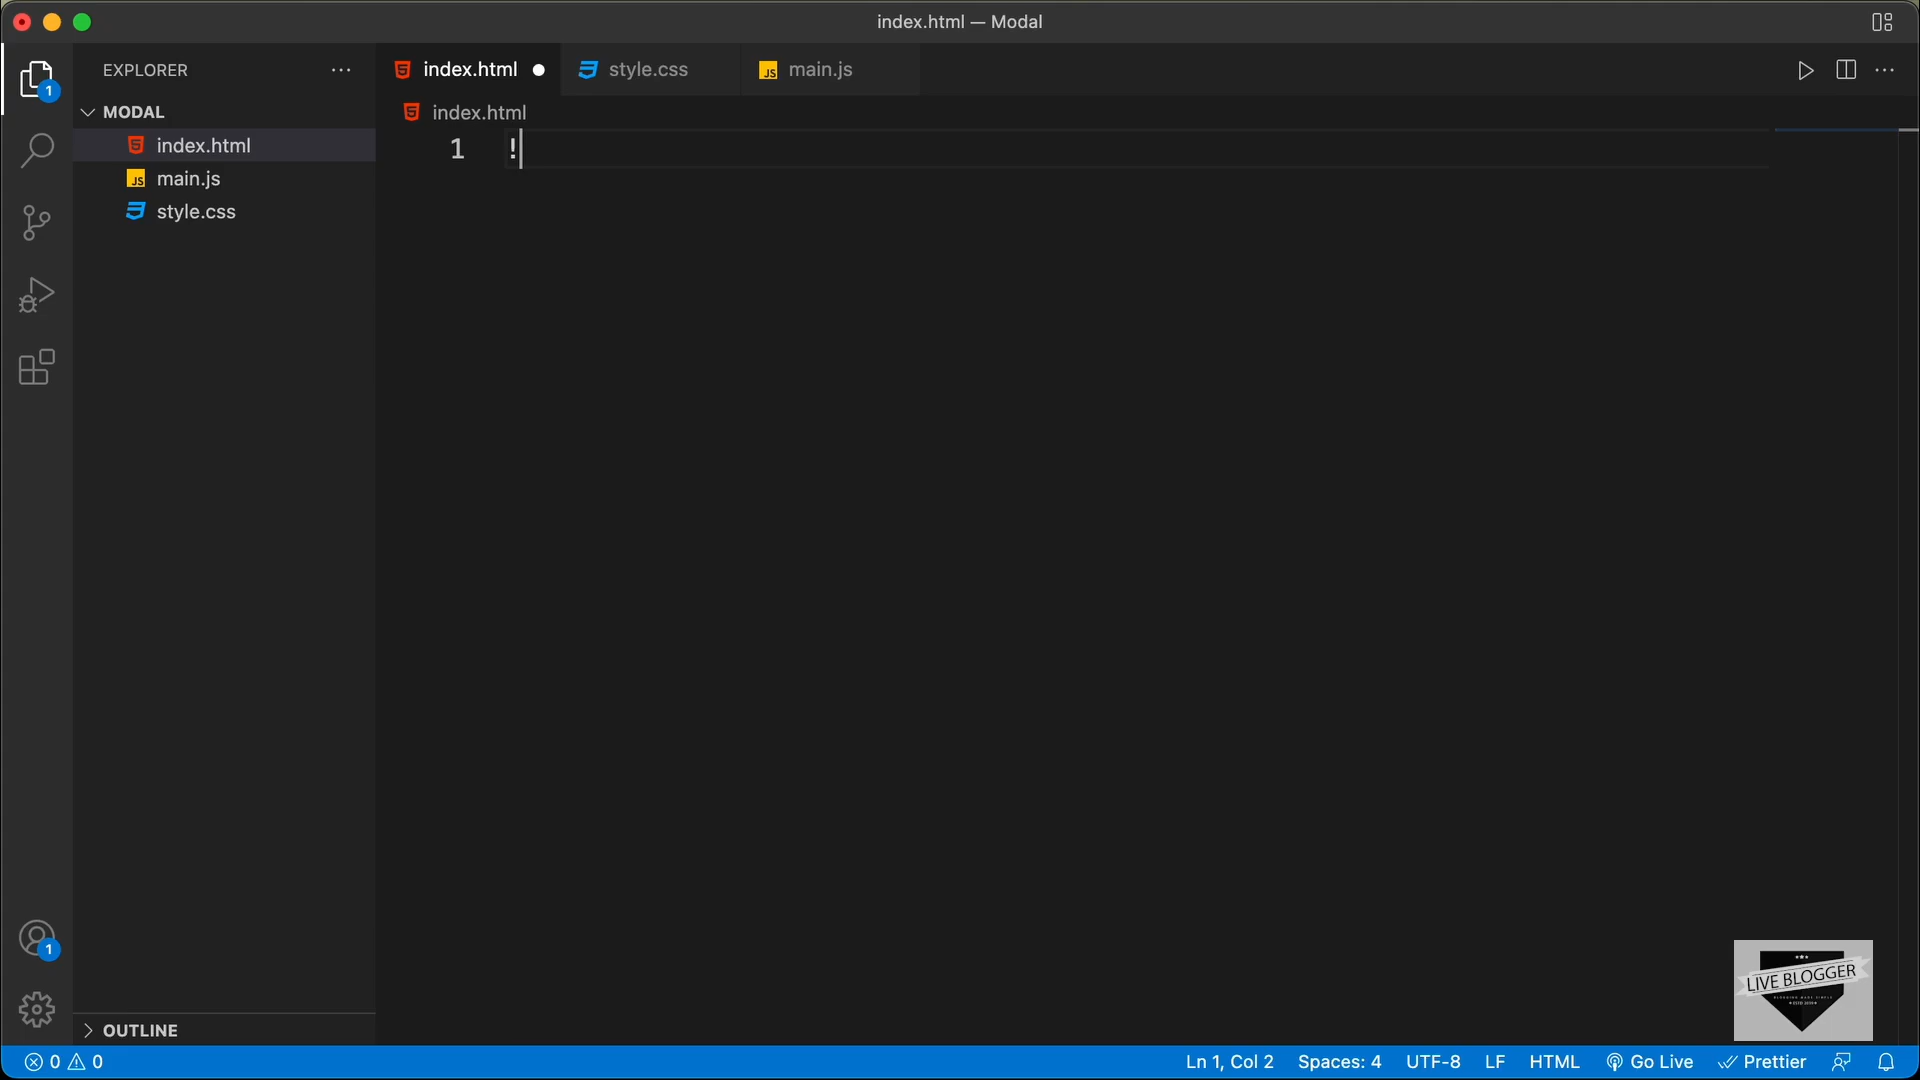 index.html — Modal
1
EXPLORER
MODAL
index.html
main.js
style.css
index.html
style.css
main.js
index.html
1 !
1
OUTLINE
LIVE BLOGGER
0 0
Ln 1, Col 2 Spaces: 4 UTF-8 LF HTML Go Live Prettier